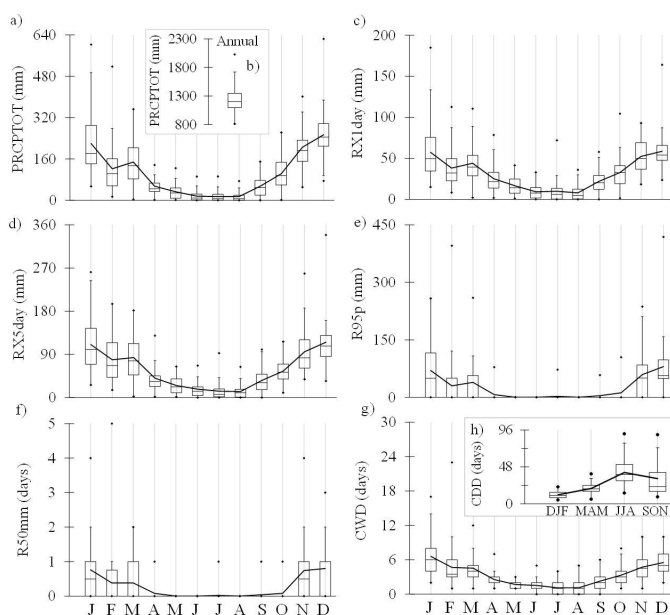 a)
640
480
320
160
0
PRCPTOT (mm)
2300
1800
1300
800
PRCPTOT (mm)
Annual
b)
c)
200
150
100
50
0
RX1day (mm)
d)
360
270
180
90
0
RX5day (mm)
e)
450
300
150
0
R95p (mm)
f)
5
4
3
2
1
0
R50mm (days)
J F M A M J J A S O N D
g)
30
24
18
12
6
0
CWD (days)
h)
96
48
0
CDD (days)
DJF MAM JJA SON
J F M A M J J A S O N D